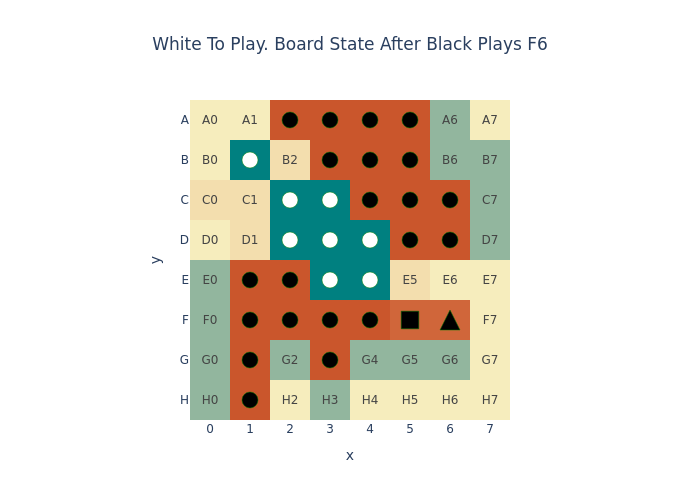 White To Play. Board State After Black Plays F6
A A0 A1 A6 A7
B B0 B2 B6 B7
C C0 C1 C7
D D0 D1 D7
y
E E0 E5 E6 E7
F F0 F7
G G0 G2 G4 G5 G6 G7
H H0 H2 H3 H4 H5 H6 H7
0 1 2 3 4 5 6 7
x